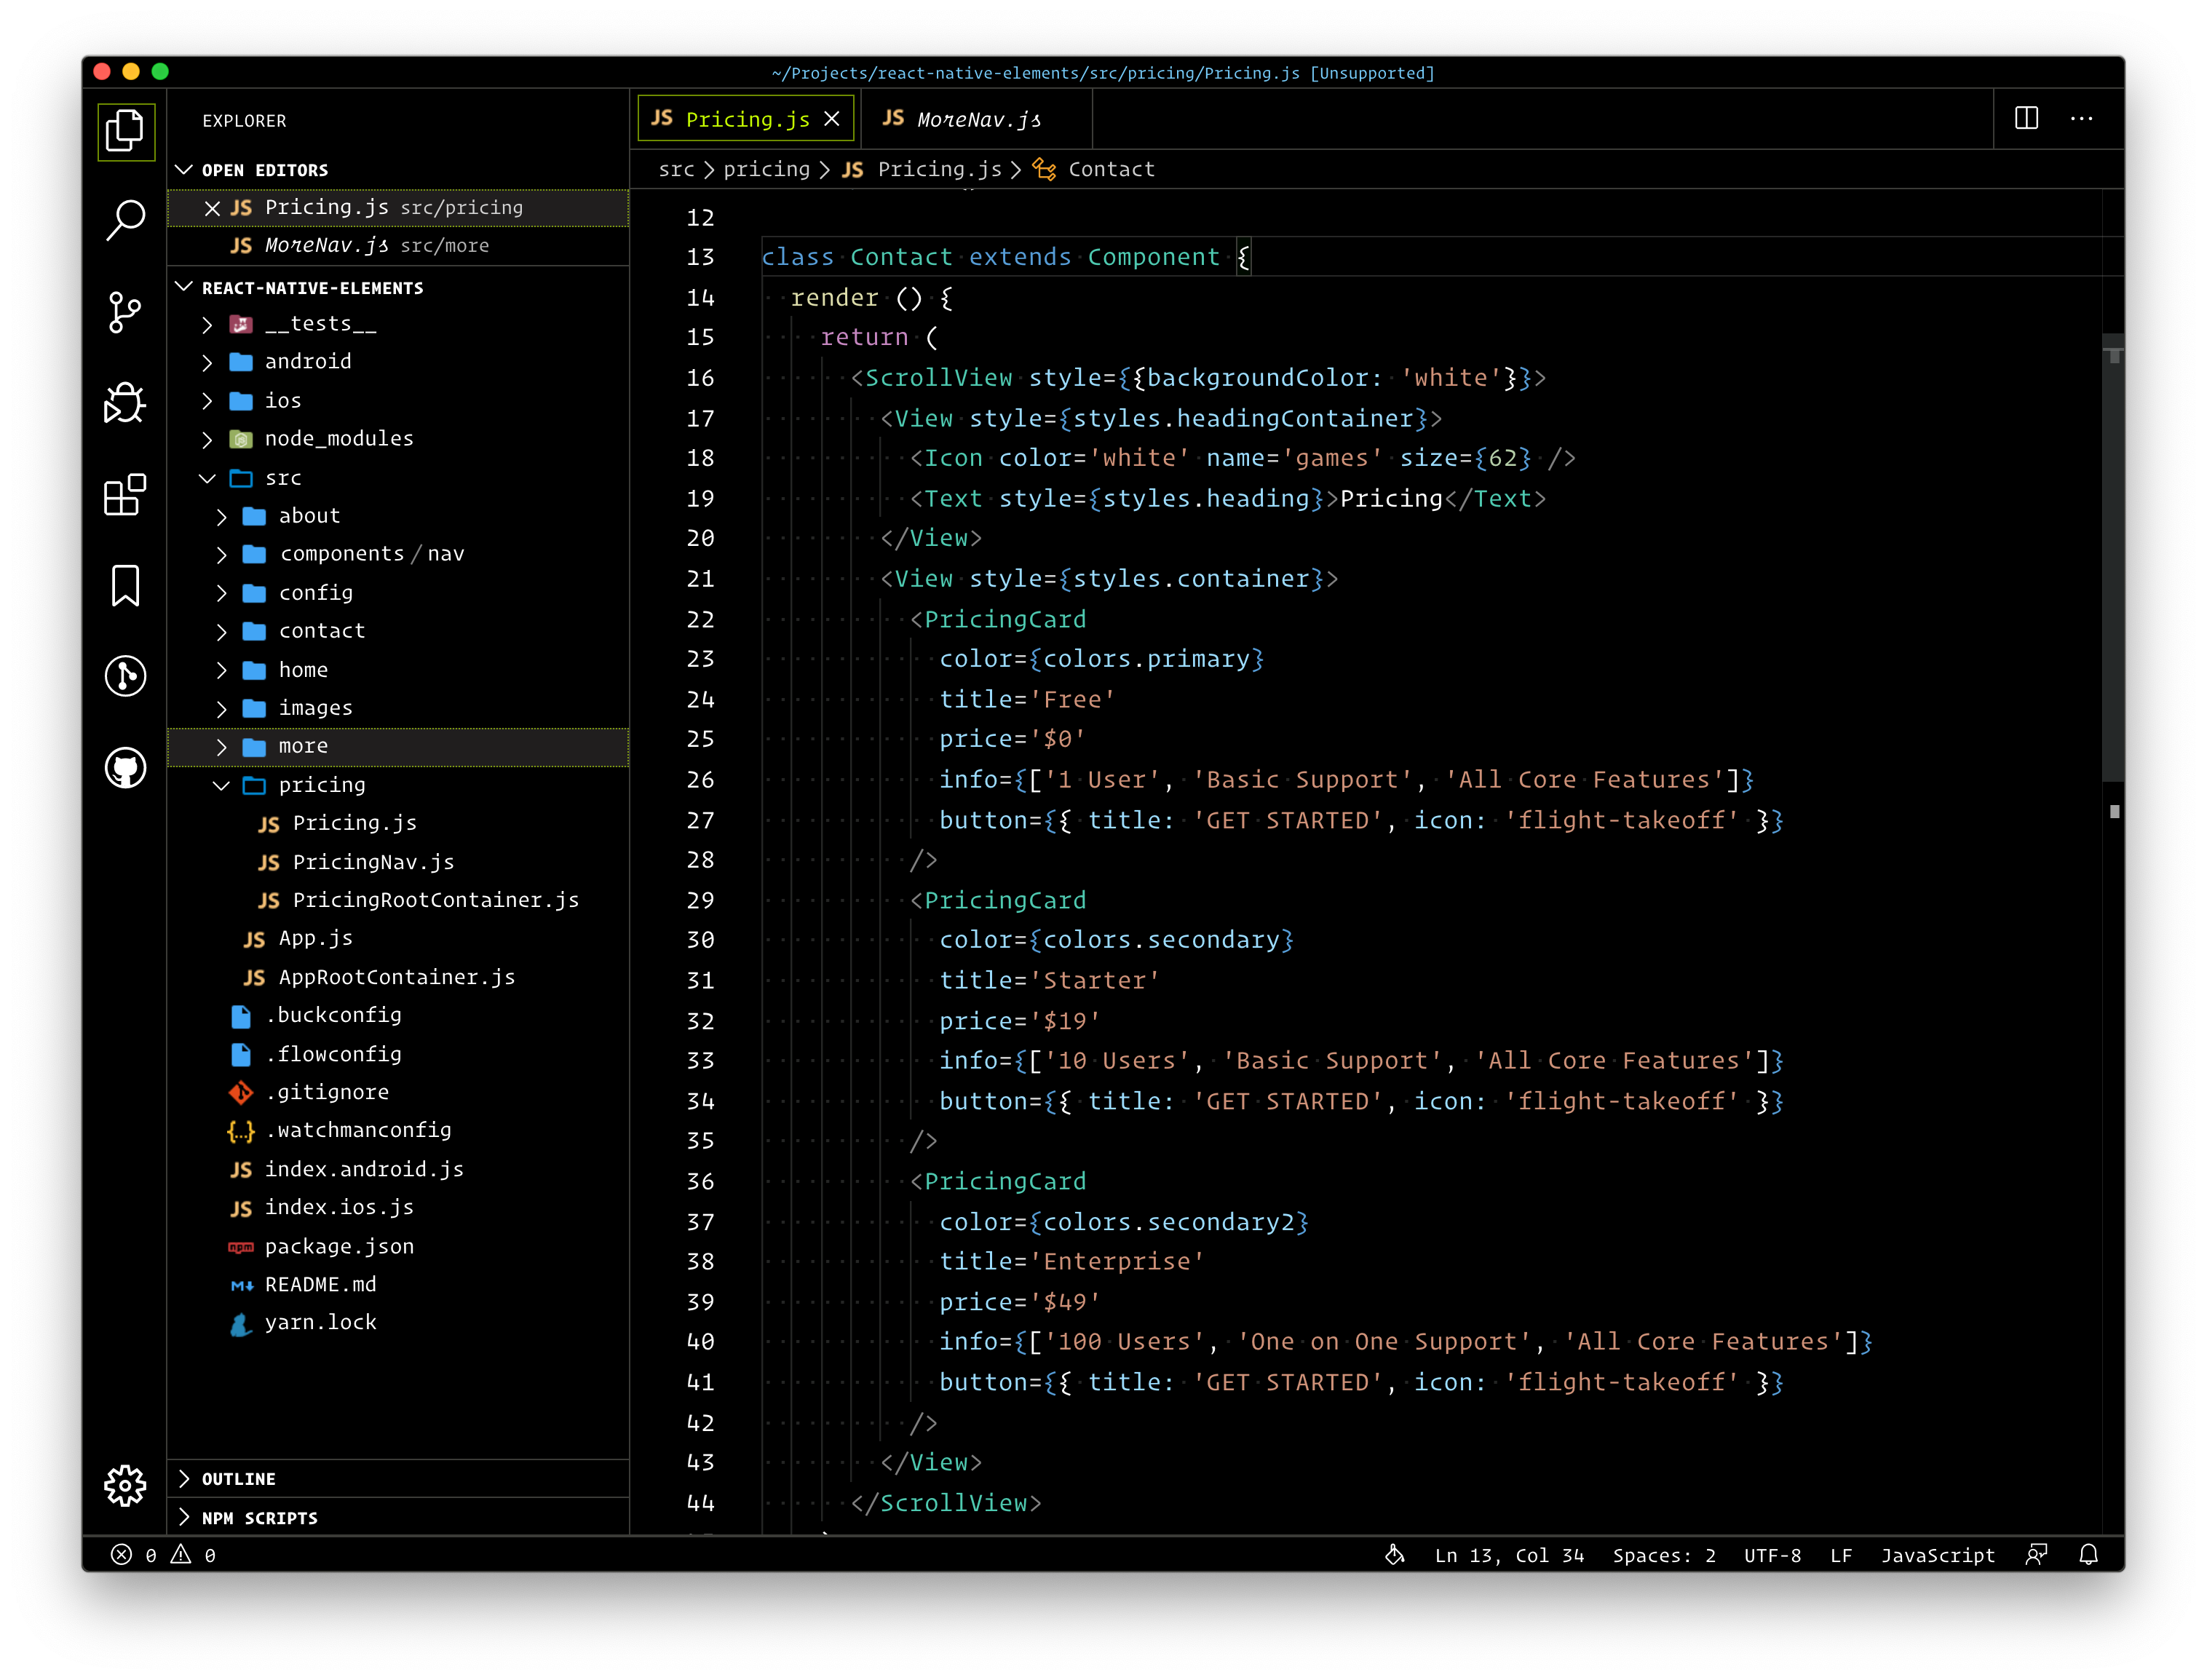 ~/Projects/react-native-elements/src/pricing/Pricing.js [Unsupported]
EXPLORER
OPEN EDITORS
JS Pricing.js src/pricing
JS MoreNav.js src/more
REACT-NATIVE-ELEMENTS
__tests__
android
ios
node_modules
src
about
components / nav
config
contact
home
images
more
pricing
JS Pricing.js
JS PricingNav.js
JS PricingRootContainer.js
JS App.js
JS AppRootContainer.js
.buckconfig
.flowconfig
.gitignore
{...} .watchmanconfig
JS index.android.js
JS index.ios.js
npm package.json
M README.md
yarn.lock
OUTLINE
NPM SCRIPTS
JS Pricing.js
JS MoreNav.js
src > pricing > JS Pricing.js > Contact
12
13 class Contact extends Component {
14   render () {
15     return (
16       <ScrollView style={{backgroundColor: 'white'}}>
17         <View style={styles.headingContainer}>
18           <Icon color='white' name='games' size={62} />
19           <Text style={styles.heading}>Pricing</Text>
20         </View>
21         <View style={styles.container}>
22           <PricingCard
23             color={colors.primary}
24             title='Free'
25             price='$0'
26             info={['1 User', 'Basic Support', 'All Core Features']}
27             button={{ title: 'GET STARTED', icon: 'flight-takeoff' }}
28           />
29           <PricingCard
30             color={colors.secondary}
31             title='Starter'
32             price='$19'
33             info={['10 Users', 'Basic Support', 'All Core Features']}
34             button={{ title: 'GET STARTED', icon: 'flight-takeoff' }}
35           />
36           <PricingCard
37             color={colors.secondary2}
38             title='Enterprise'
39             price='$49'
40             info={['100 Users', 'One on One Support', 'All Core Features']}
41             button={{ title: 'GET STARTED', icon: 'flight-takeoff' }}
42           />
43         </View>
44       </ScrollView>
0 0
Ln 13, Col 34 Spaces: 2 UTF-8 LF JavaScript